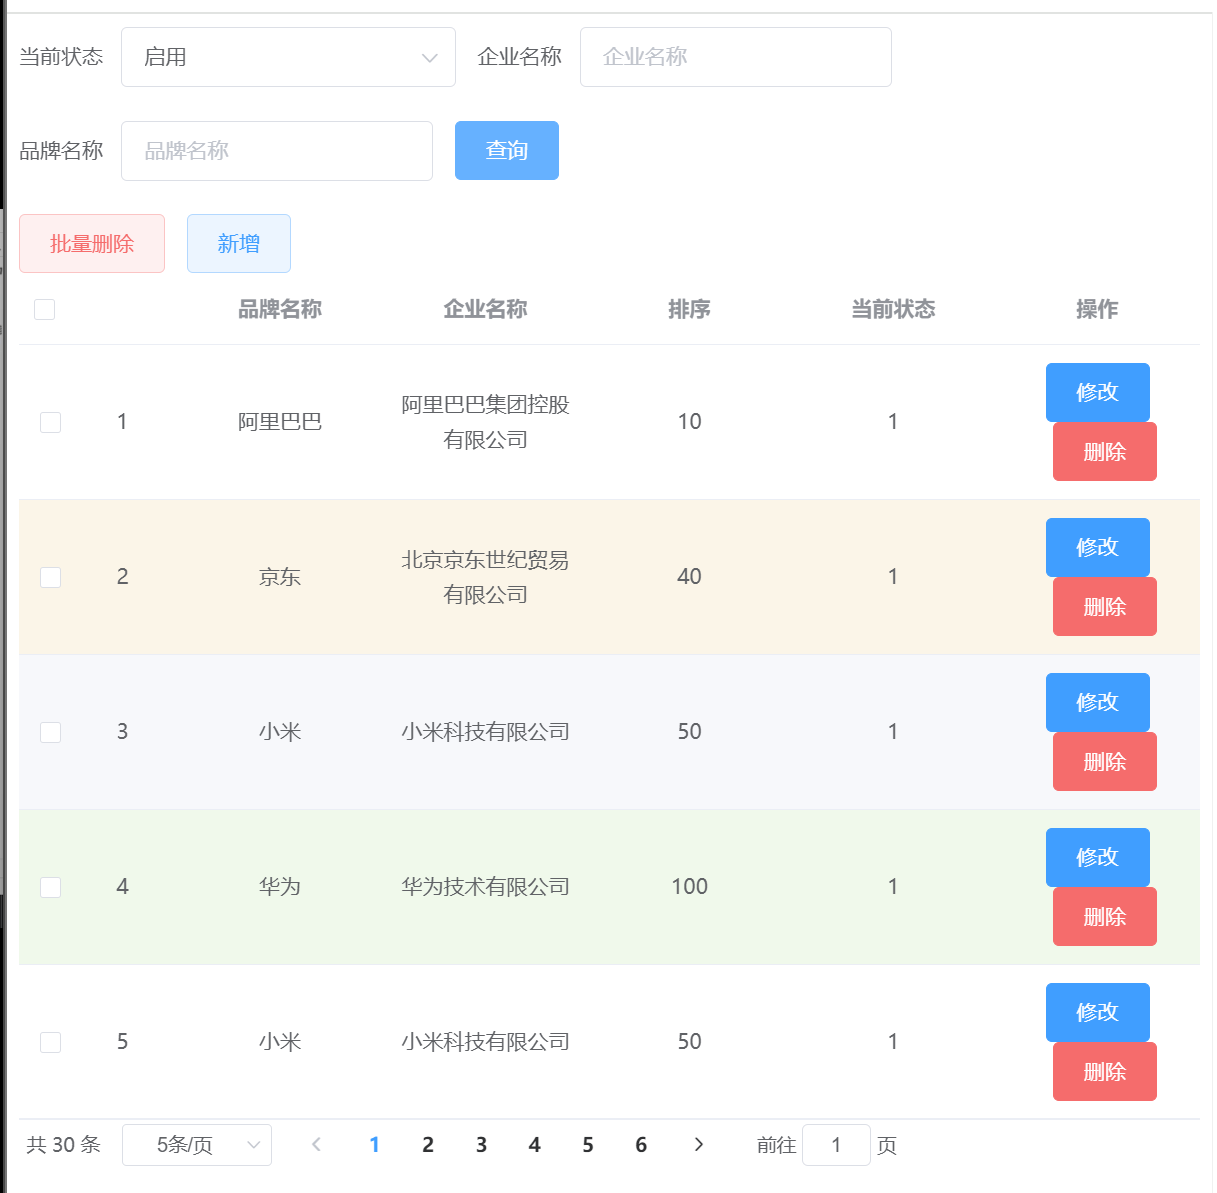 当前状态 启用 企业名称 企业名称
品牌名称 品牌名称 查询
批量删除 新增
品牌名称 企业名称 排序 当前状态 操作
1 阿里巴巴 阿里巴巴集团控股 10 1 修改
有限公司 删除
2 京东 北京京东世纪贸易 40 1 修改
有限公司 删除
3 小米 小米科技有限公司 50 1 修改
删除
4 华为 华为技术有限公司 100 1 修改
删除
5 小米 小米科技有限公司 50 1 修改
删除
共 30 条 5条/页 1 2 3 4 5 6 前往 1 页